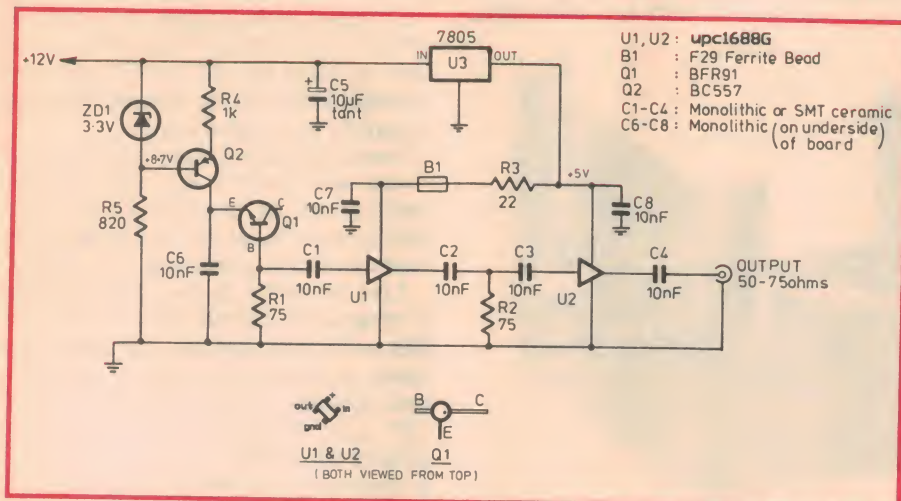 +12V
ZD1
3·3V
R4
1k
+8·7V
Q2
R5
820
C6
10nF
E
C
Q1
B
R1
75
+
C5
10µF
tant
7805
IN
U3
OUT
C7
10nF
B1
R3
22
+5V
C8
10nF
C1
10nF
U1
C2
10nF
C3
10nF
R2
75
U2
C4
10nF
OUTPUT
50-75ohms
U1, U2 : upc1688G
B1 : F29 Ferrite Bead
Q1 : BFR91
Q2 : BC557
C1-C4 : Monolithic or SMT ceramic
C6-C8 : Monolithic (on underside)
of board
out
+
in
gnd
U1 & U2
B
C
E
Q1
(BOTH VIEWED FROM TOP)